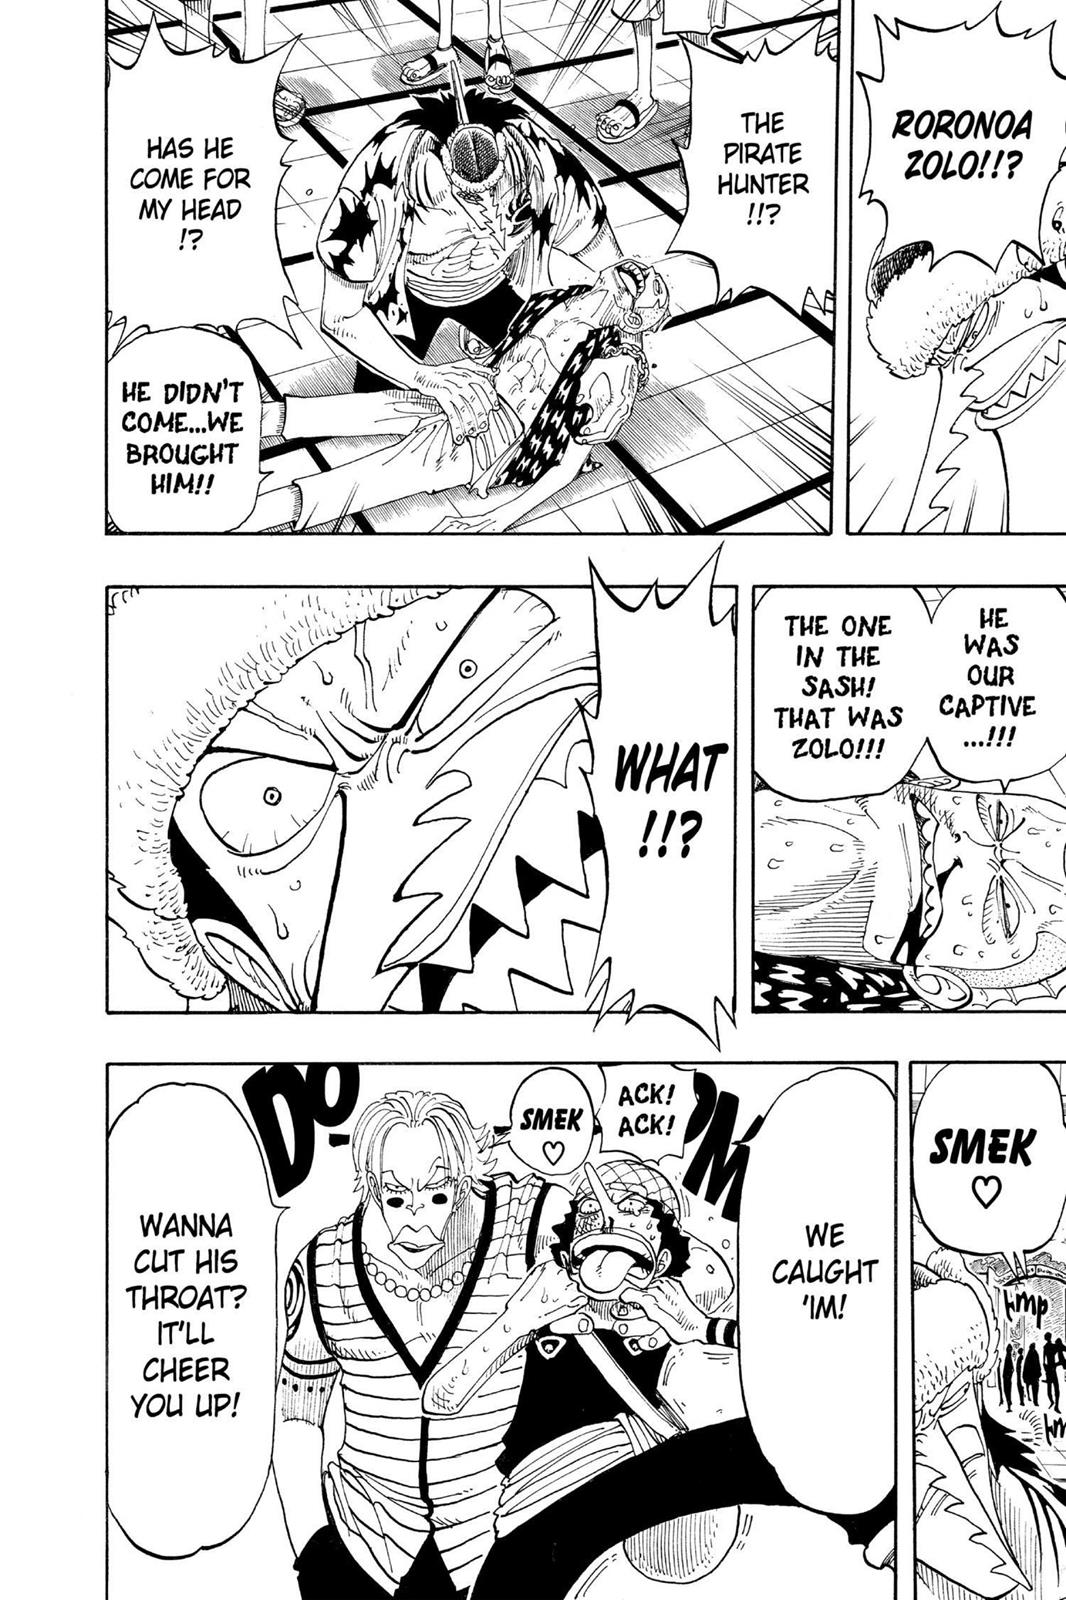 RORONOA
ZOLO!!?
THE
PIRATE
HUNTER
!!?
HAS HE
COME FOR
MY HEAD
!?
HE DIDN'T
COME...WE
BROUGHT
HIM!!
HE
WAS
OUR
CAPTIVE
...!!!
THE ONE
IN THE
SASH!
THAT WAS
ZOLO!!!
WHAT
!!?
SMEK
♡
WE
CAUGHT
'IM!
ACK!
ACK!
SMEK
♡
WANNA
CUT HIS
THROAT?
IT'LL
CHEER
YOU UP!